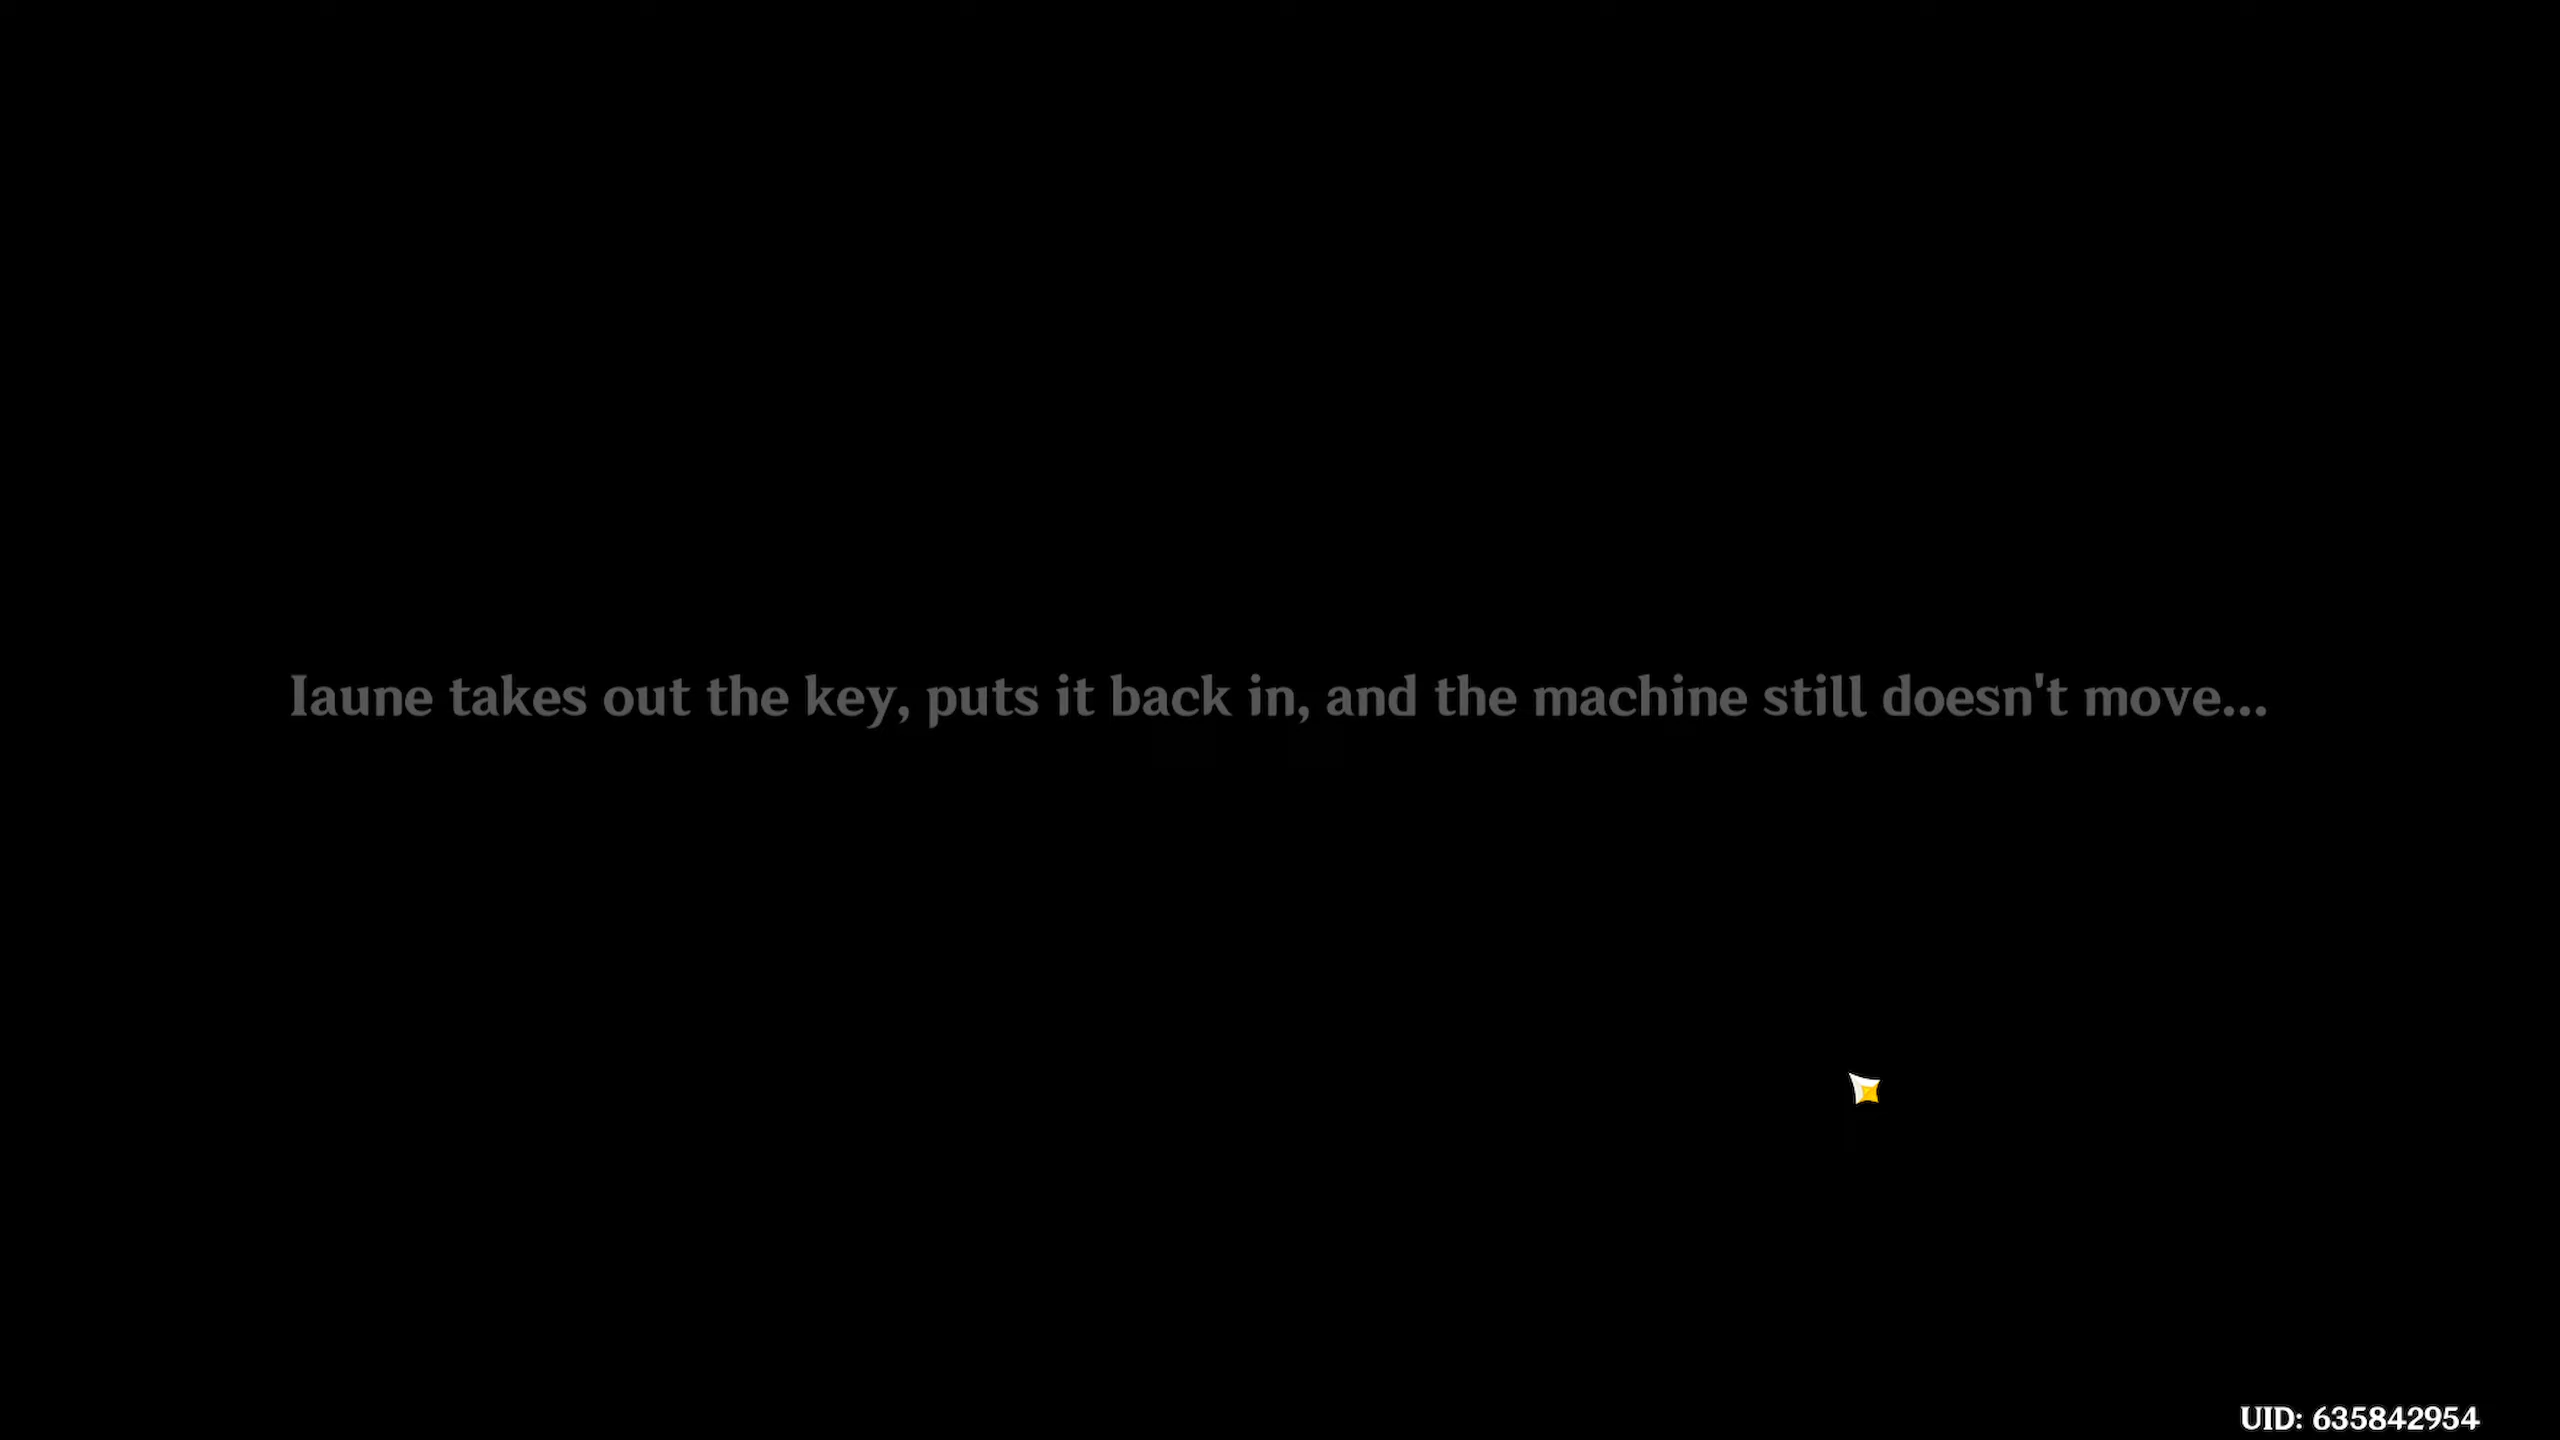 Iaune takes out the key, puts it back in, and the machine still doesn't move...
UID: 635842954